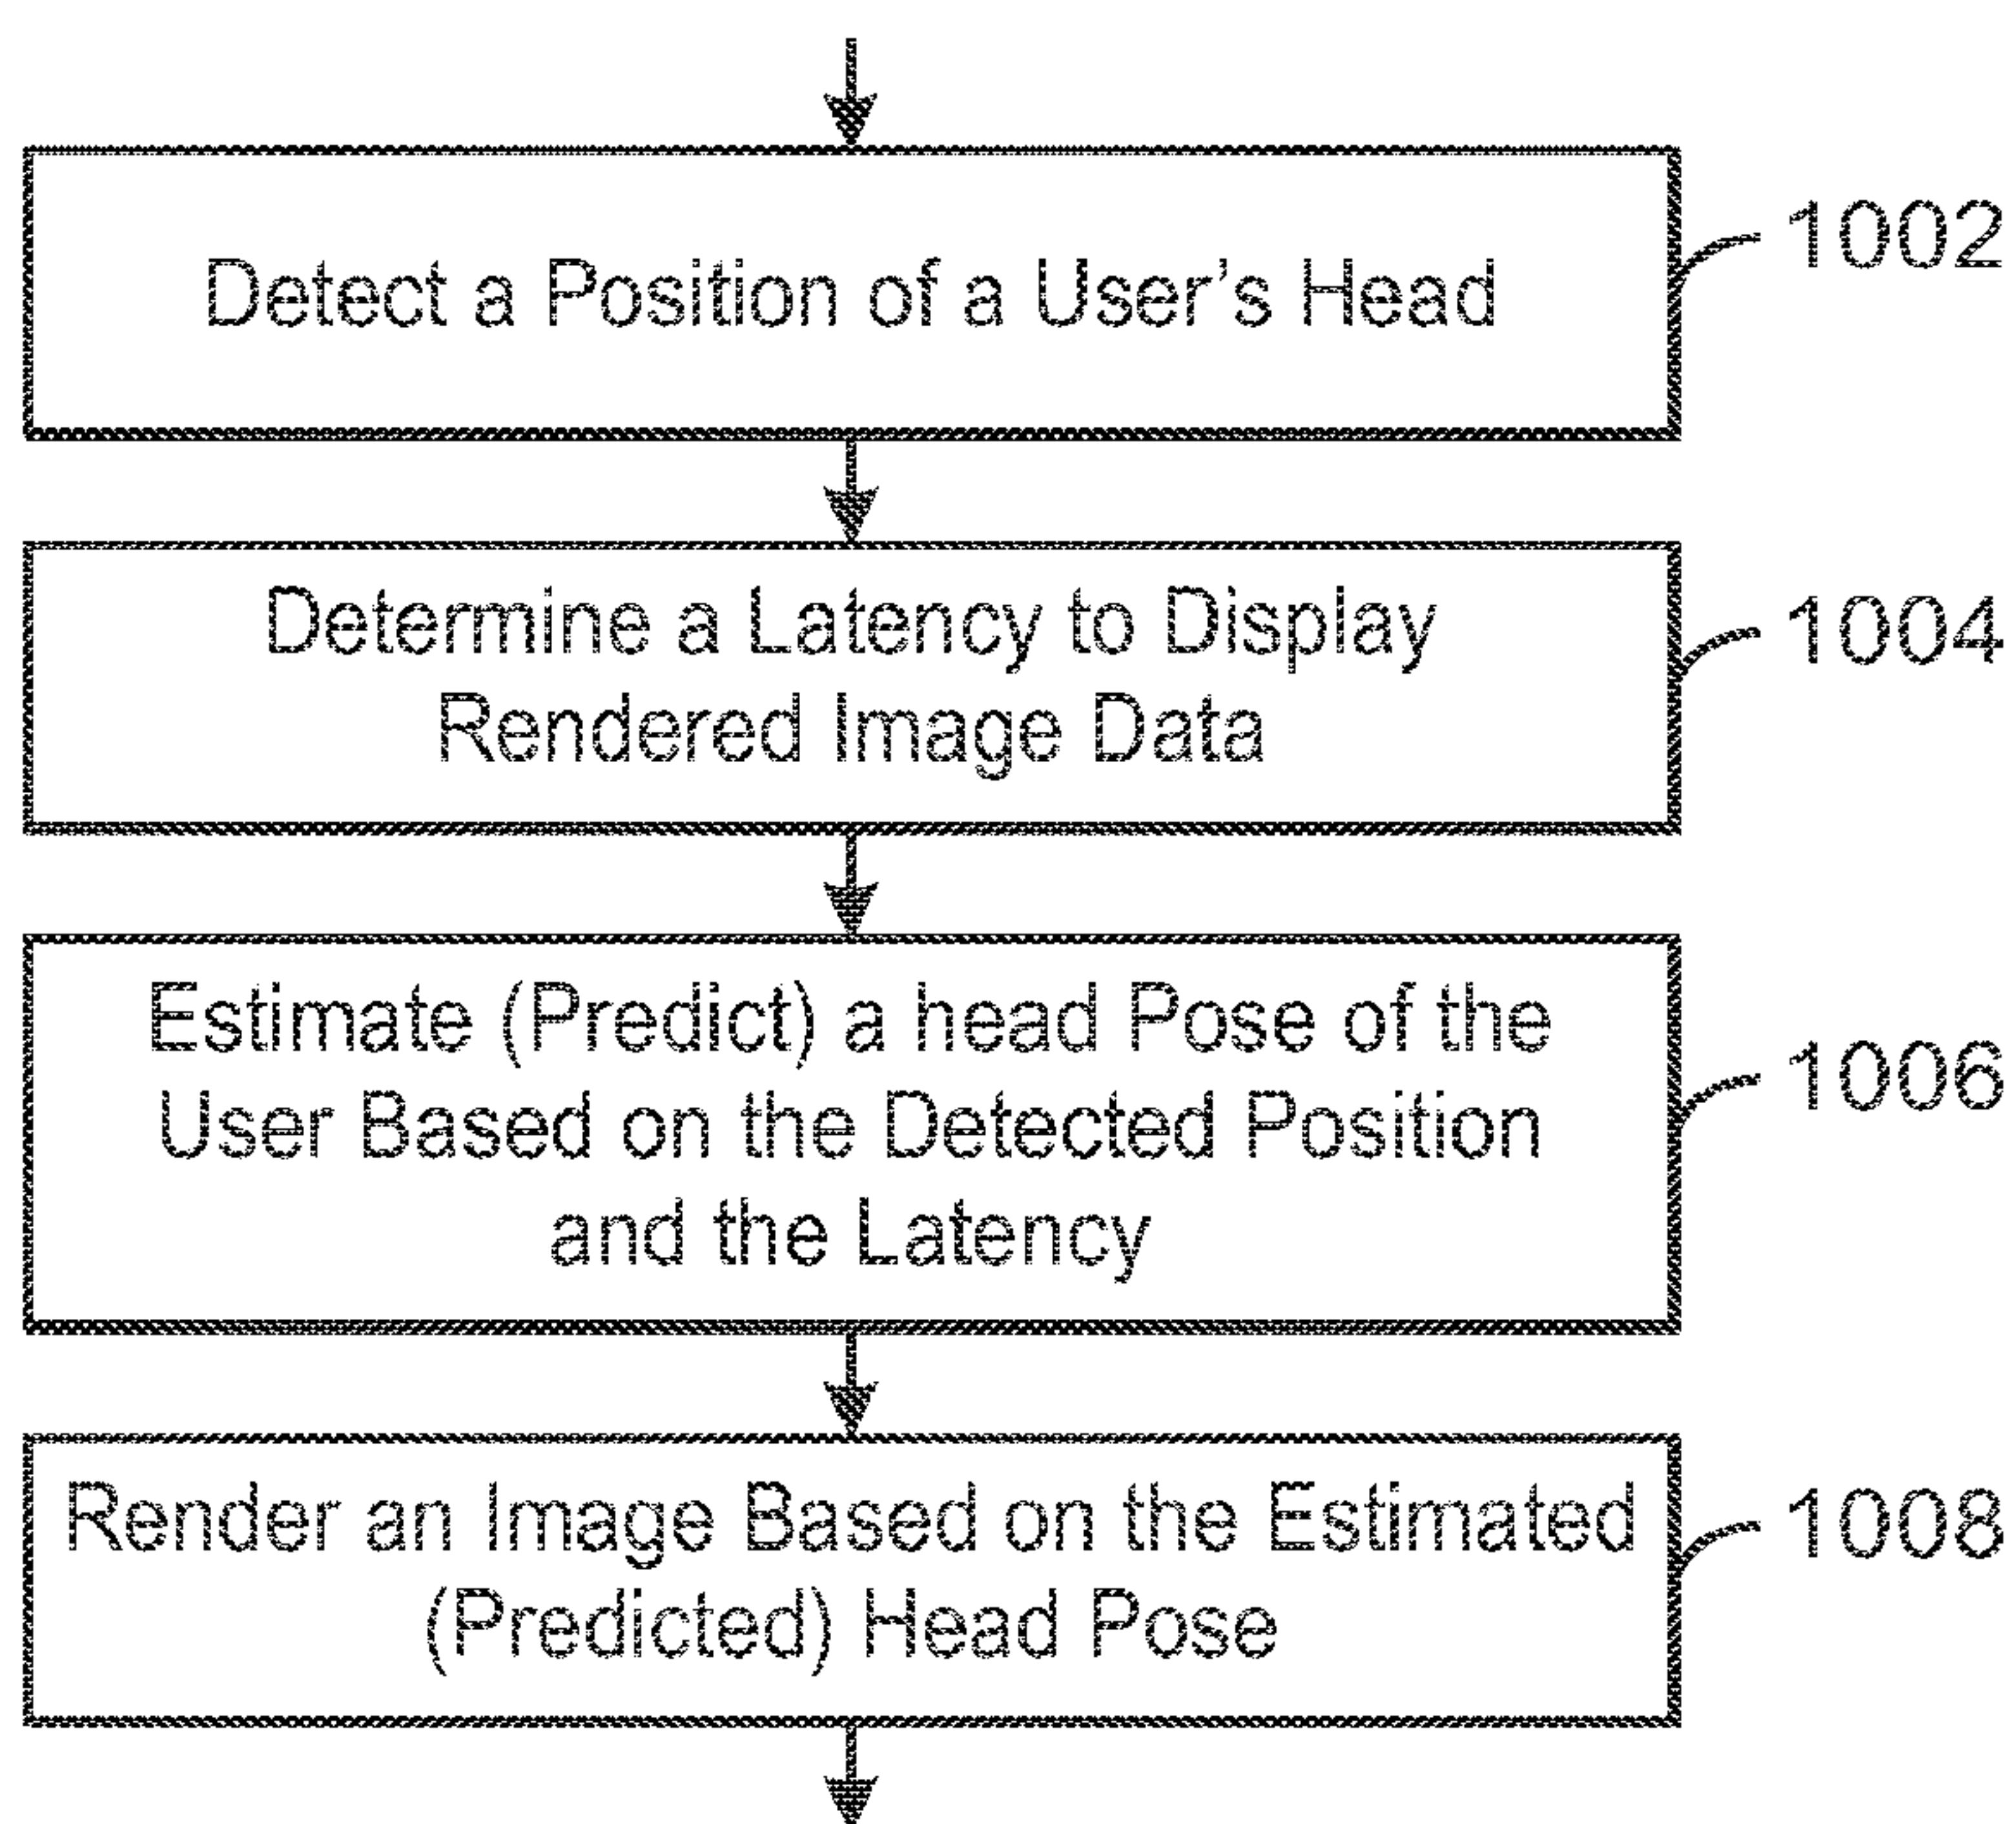 Detect a Position of a User's Head
1002
Determine a Latency to Display
Rendered Image Data
1004
Estimate (Predict) a head Pose of the
User Based on the Detected Position
and the Latency
1006
Render an Image Based on the Estimated
(Predicted) Head Pose
1008